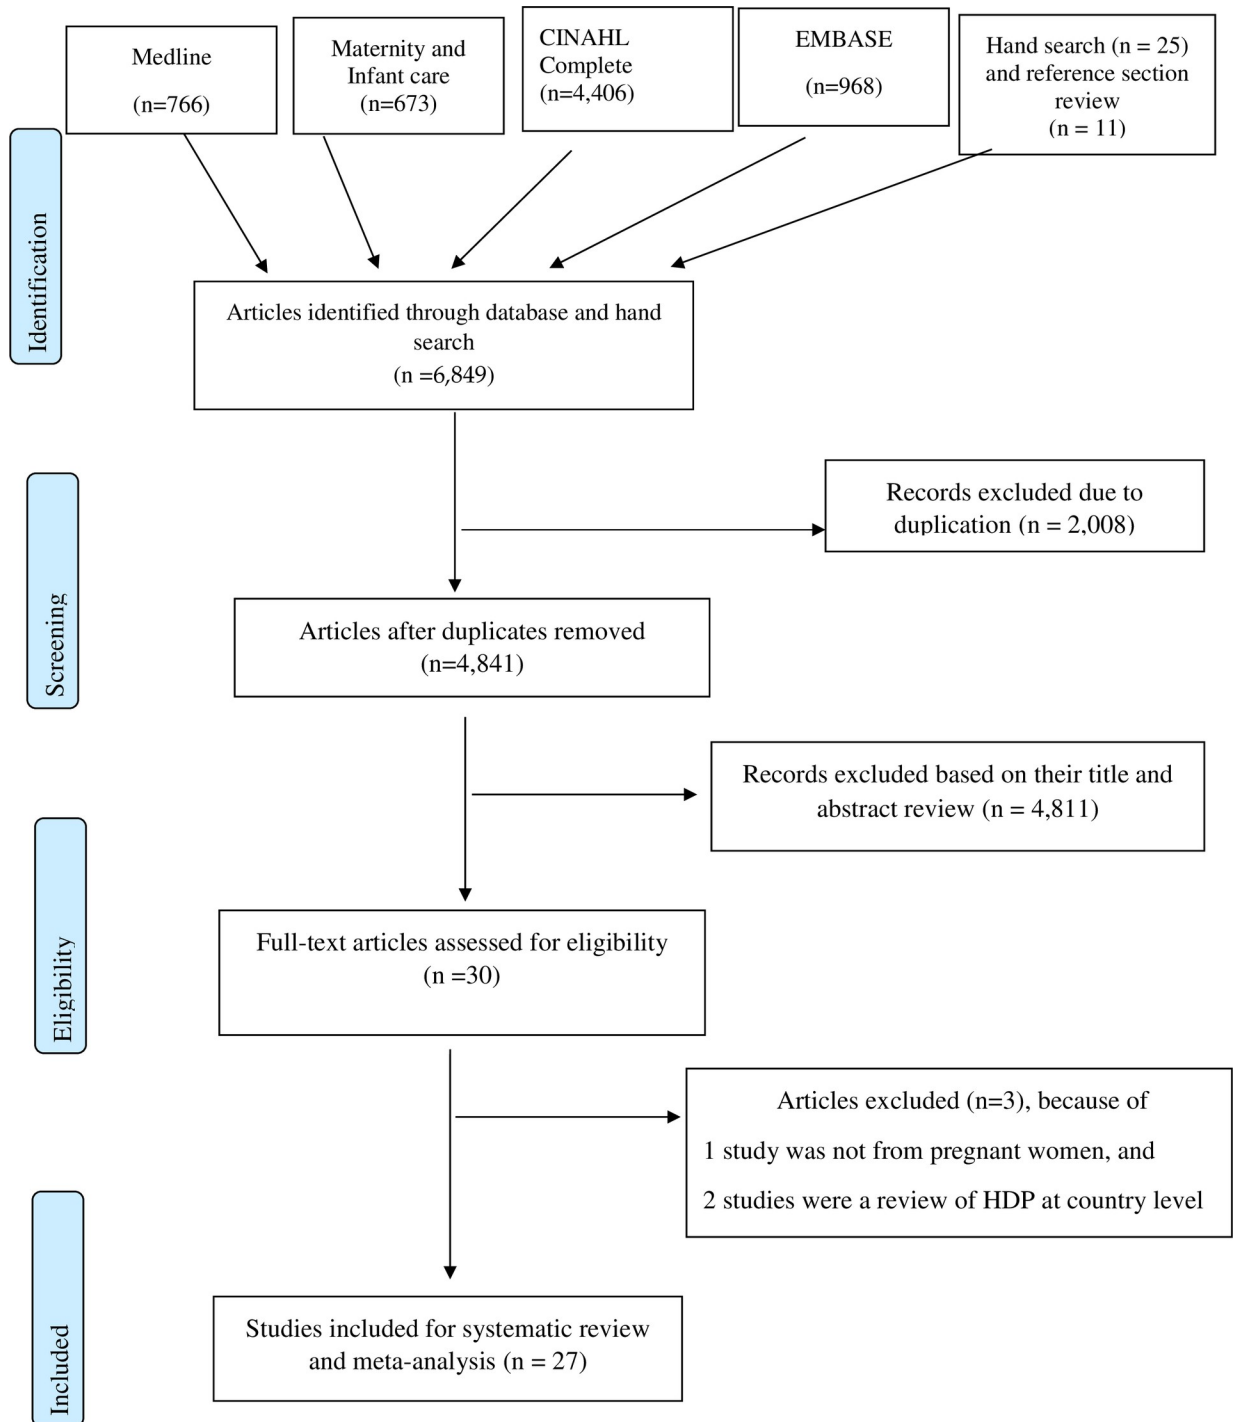 Medline
(n=766)
Maternity and
Infant care
(n=673)
CINAHL
Complete
(n=4,406)
EMBASE
(n=968)
Hand search (n = 25)
and reference section
review
(n = 11)
Identification
Articles identified through database and hand
search
(n =6,849)
Records excluded due to
duplication (n = 2,008)
Screening
Articles after duplicates removed
(n=4,841)
Records excluded based on their title and
abstract review (n = 4,811)
Eligibility
Full-text articles assessed for eligibility
(n =30)
Articles excluded (n=3), because of
1 study was not from pregnant women, and
2 studies were a review of HDP at country level
Included
Studies included for systematic review
and meta-analysis (n = 27)